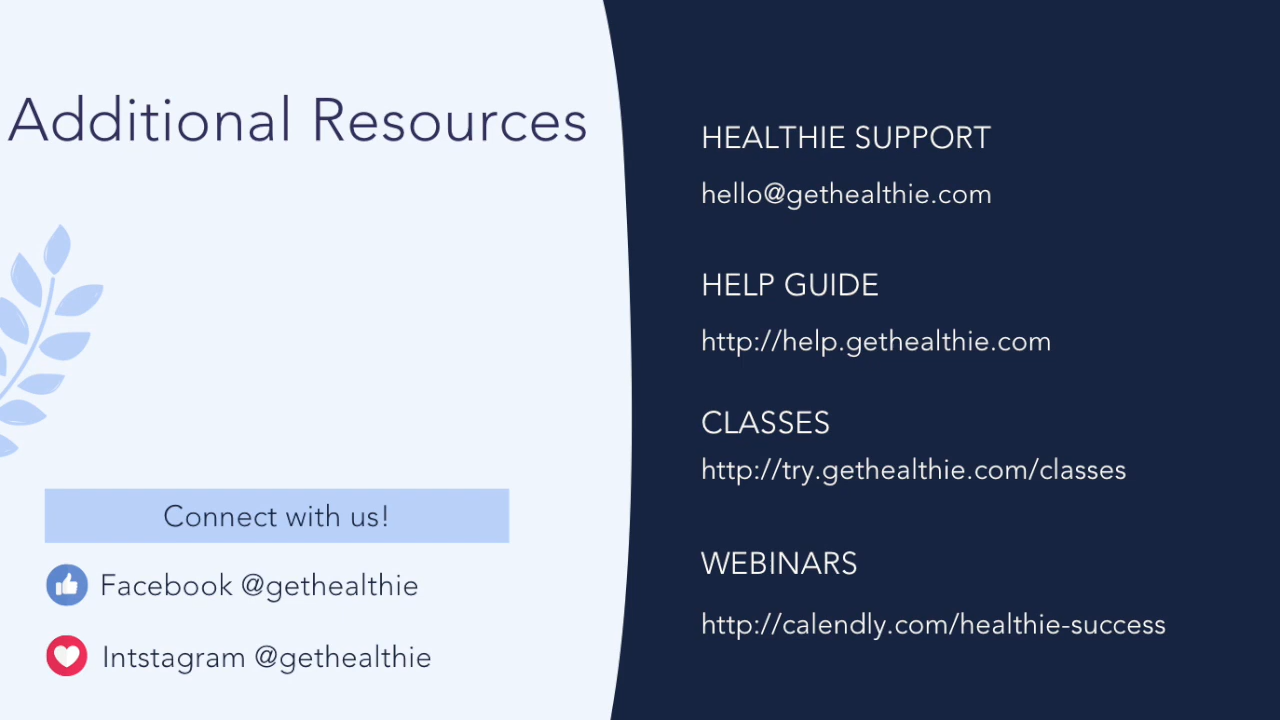 Additional Resources
Connect with us!
Facebook @gethealthie
Intstagram @gethealthie
HEALTHIE SUPPORT
hello@gethealthie.com
HELP GUIDE
http://help.gethealthie.com
CLASSES
http://try.gethealthie.com/classes
WEBINARS
http://calendly.com/healthie-success